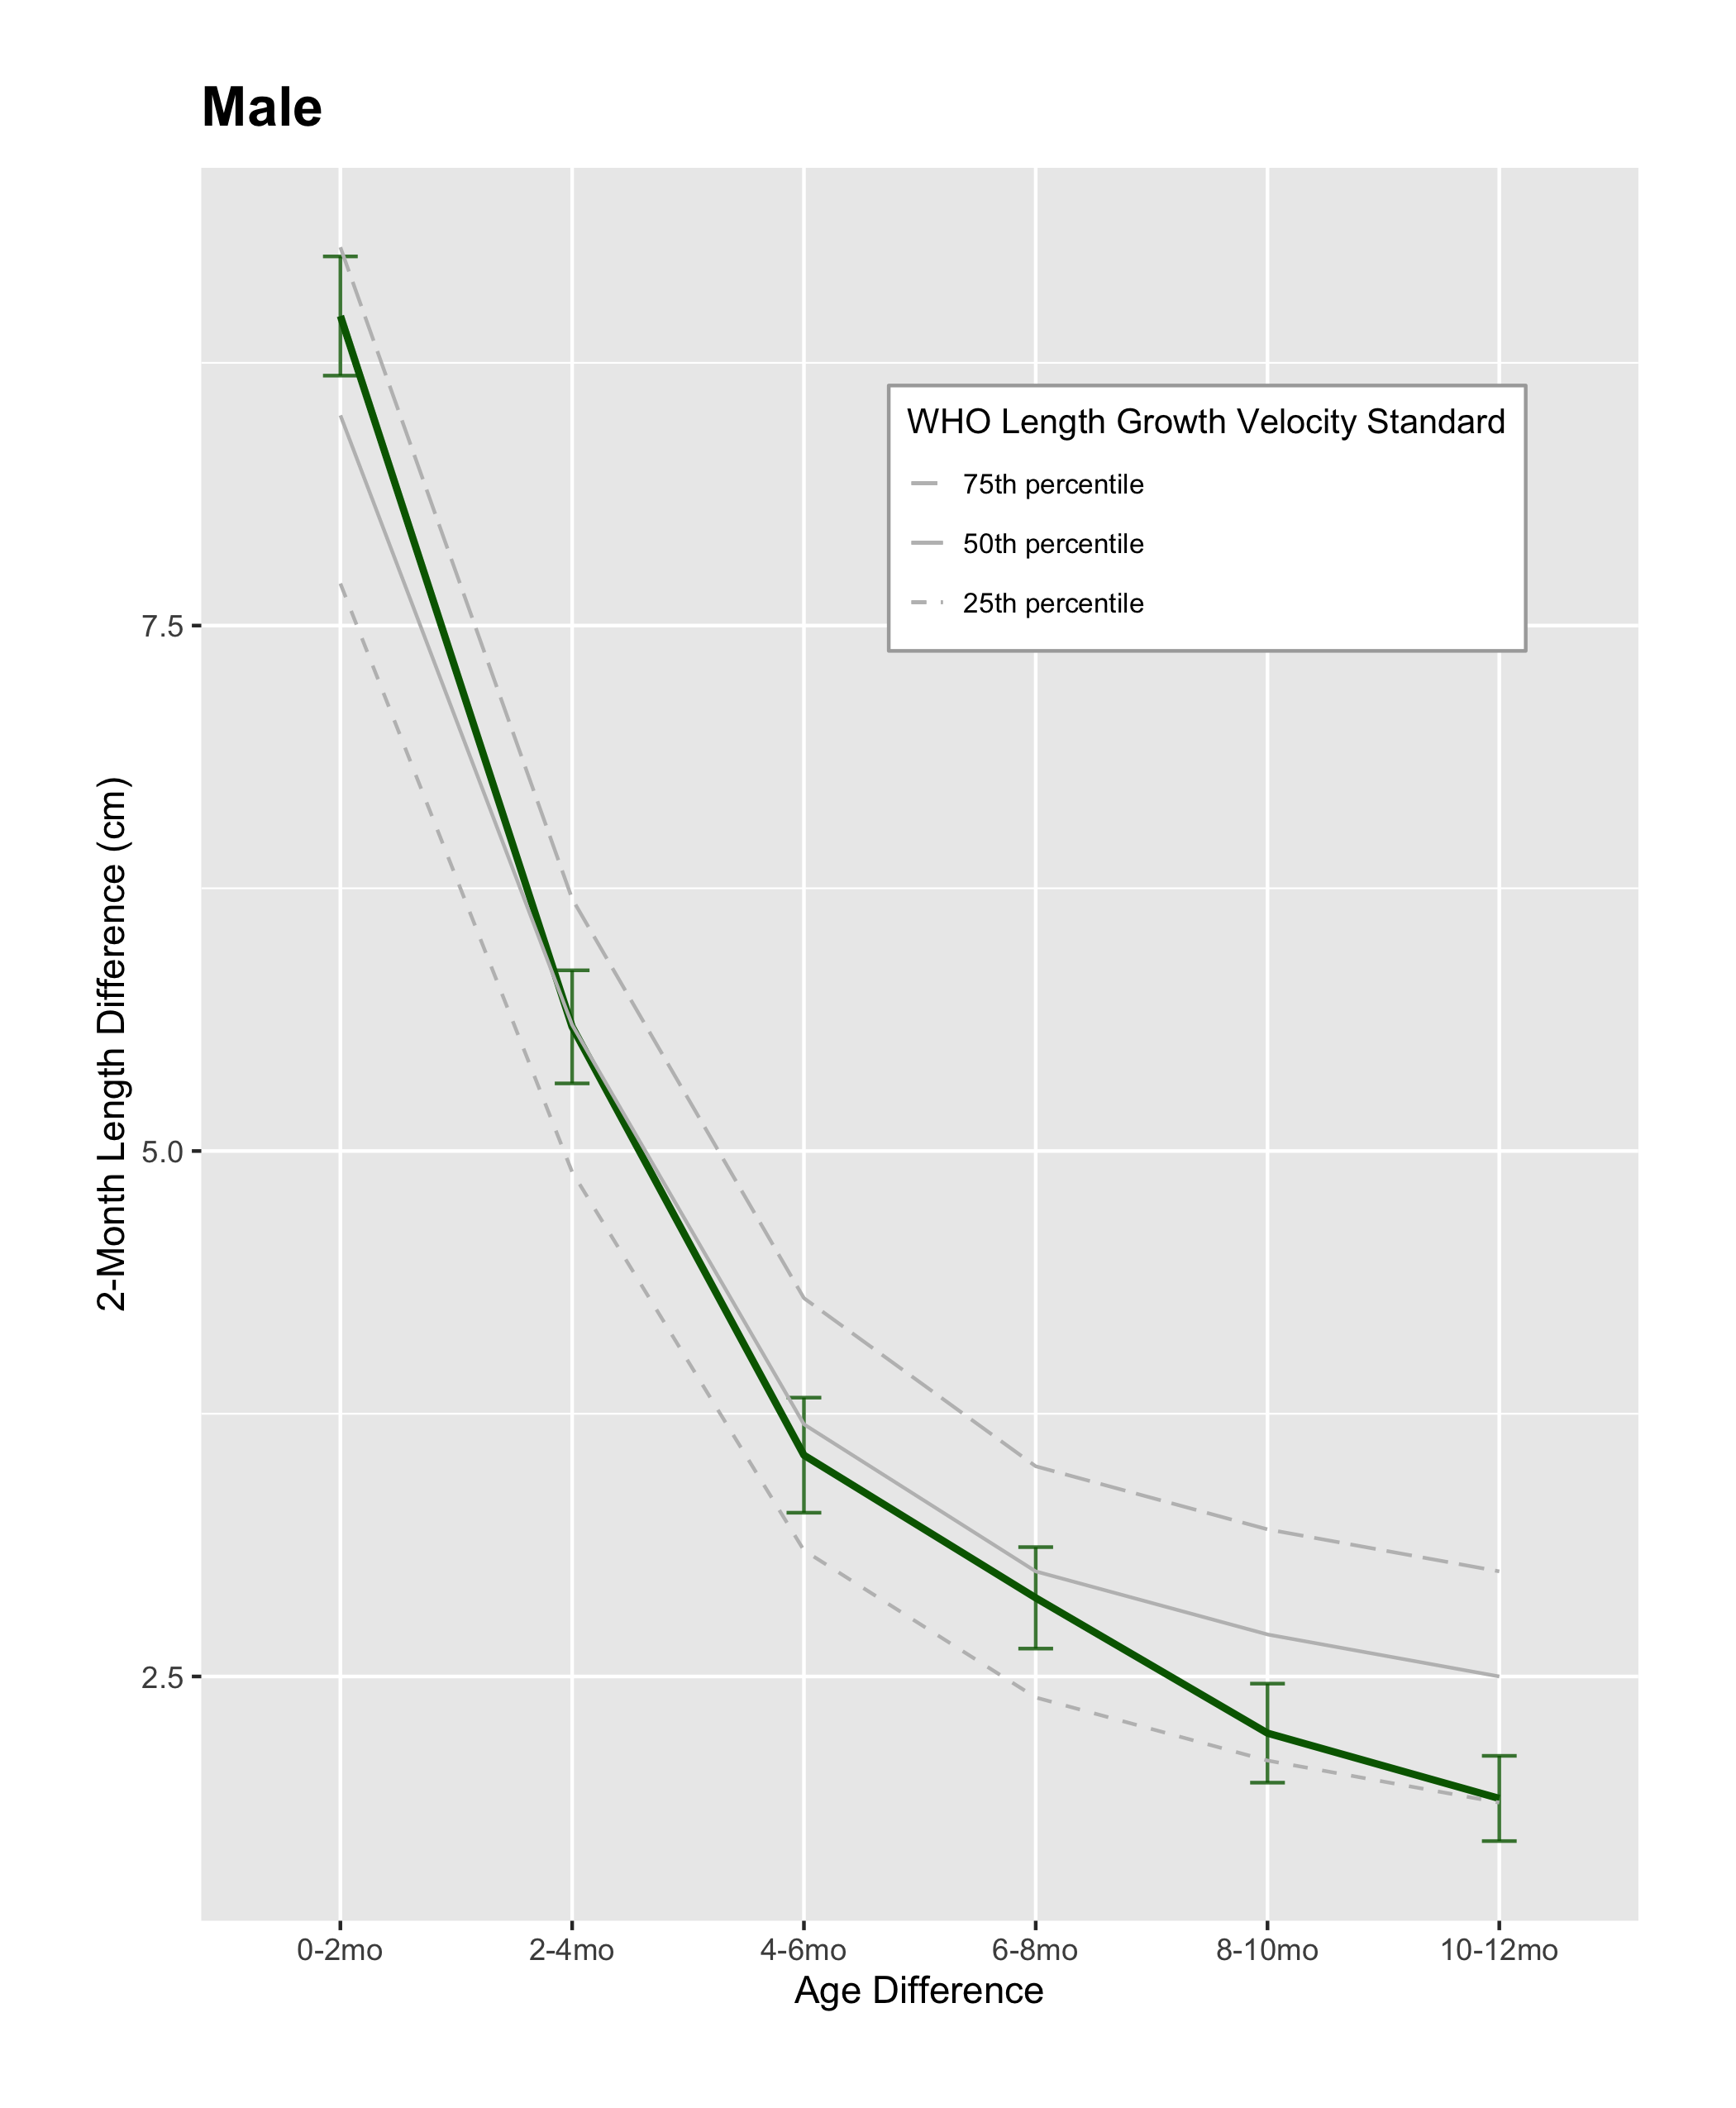 Male
WHO Length Growth Velocity Standard
75th percentile
50th percentile
25th percentile
7.5
5.0
2.5
2-Month Length Difference (cm)
0-2mo 2-4mo 4-6mo 6-8mo 8-10mo 10-12mo
Age Difference